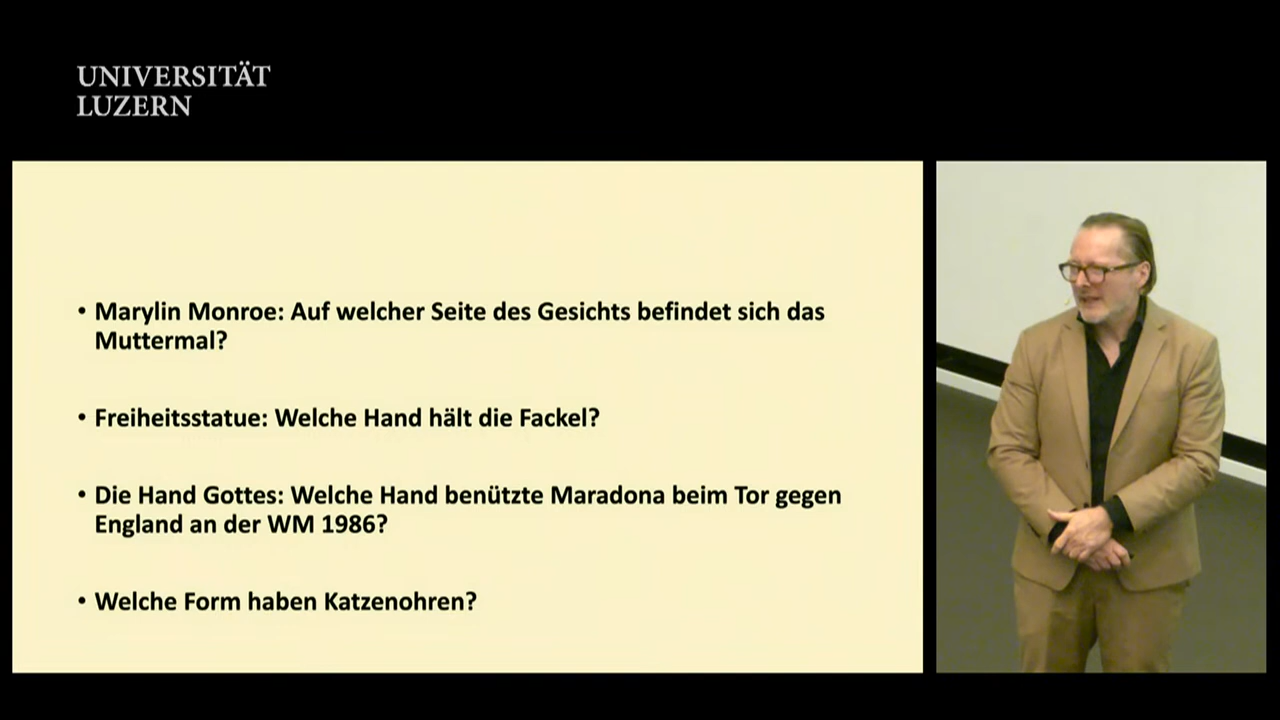 UNIVERSITÄT
LUZERN
• Marylin Monroe: Auf welcher Seite des Gesichts befindet sich das
Muttermal?
• Freiheitsstatue: Welche Hand hält die Fackel?
• Die Hand Gottes: Welche Hand benützte Maradona beim Tor gegen
England an der WM 1986?
• Welche Form haben Katzenohren?